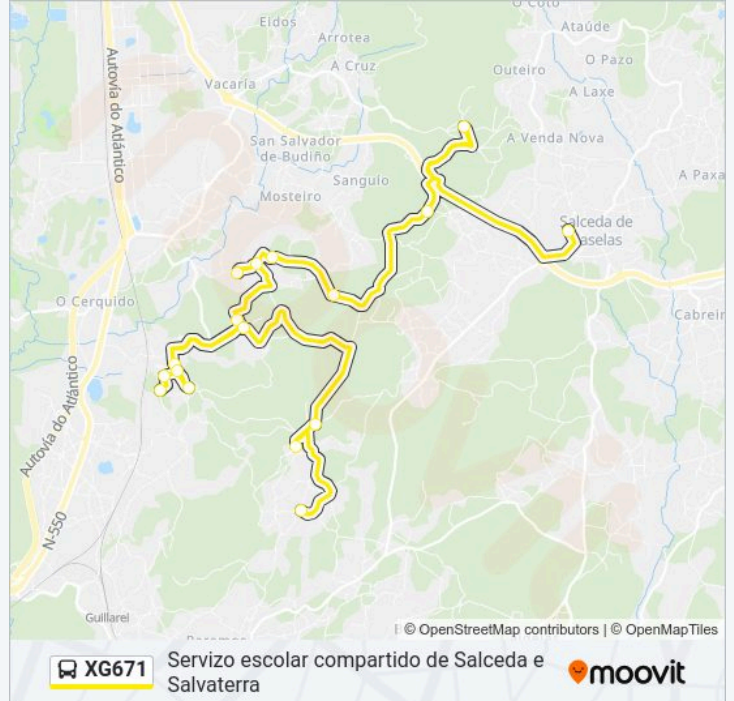 O Coto
Eidos
Arrotea
Ataúde
A Cruz
Outeiro
O Pazo
Vacaría
A Laxe
Autovía do Atlántico
San Salvador
de Budiño
A Venda Nova
Sanguio
A Paxa
Mosteiro
Salceda de
aselas
O Cerquido
Cabreir
Autovía do Atlántico
N-550
Guillarei
© OpenStreetMap contributors | © OpenMapTiles
XG671
Servizo escolar compartido de Salceda e
Salvaterra
moovit